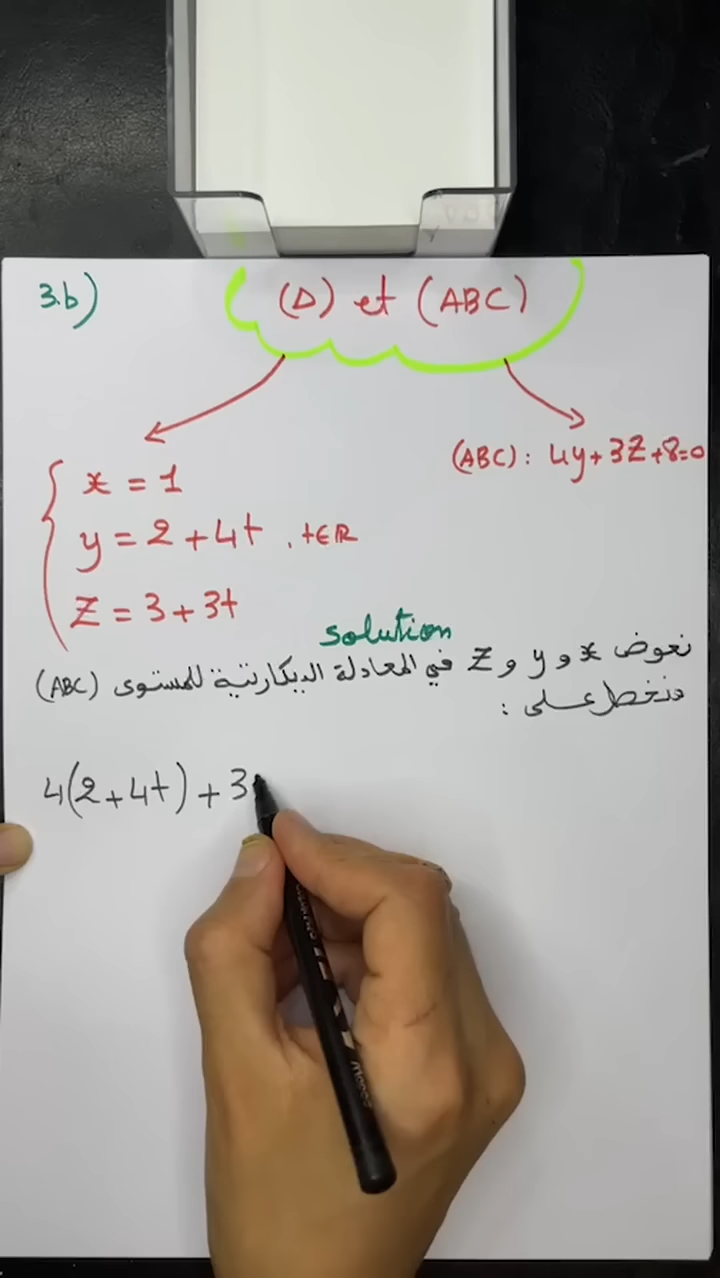 3.b) (Δ) et (ABC)
(ABC): 4y+3Z+8=0
x = 1
y = 2+4t , t∈R
Z = 3+3t
solution
نعوض x و y و Z في المعادلة الديكارتية للمستوى (ABC)
ونحصل على :
4(2+4t)+3